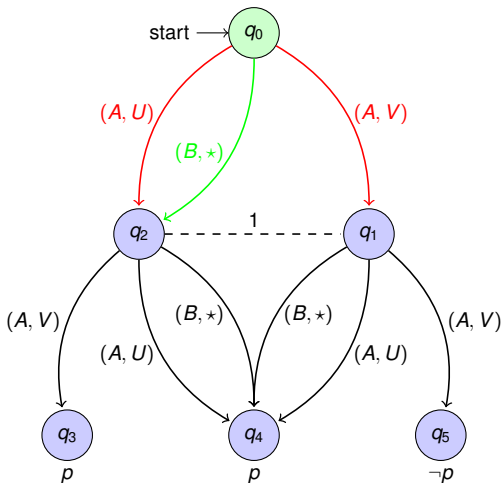 start
q₀
(A, U)
(A, V)
(B, ⋆)
q₂
1
q₁
(A, V)
(B, ⋆)
(B, ⋆)
(A, V)
(A, U)
(A, U)
q₃
q₄
q₅
p
p
¬p